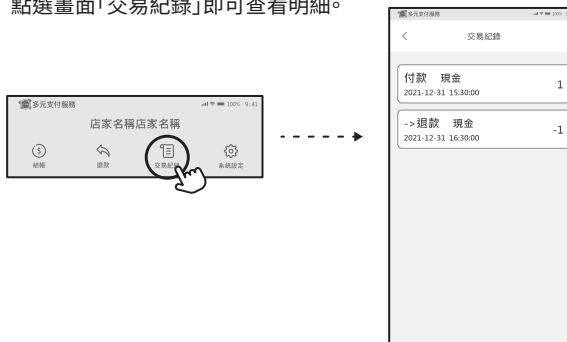 點選畫面「交易紀錄」即可查看明細。
多元支付服務 100% 9:41
店家名稱店家名稱
結帳 退款 交易紀錄 系統設定
多元支付服務 100%
交易紀錄
付款 現金
2021-12-31 15:30:00
1
->退款 現金
2021-12-31 16:30:00
-1